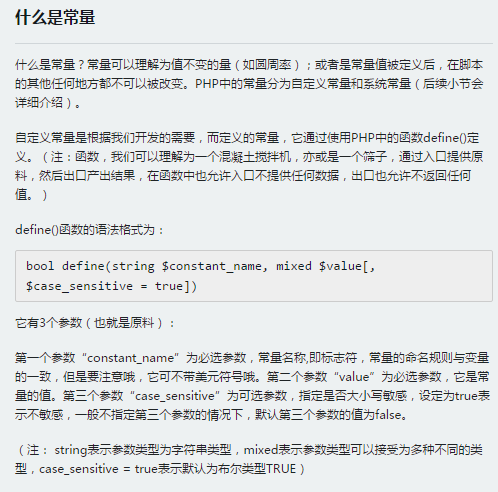 什么是常量
什么是常量？常量可以理解为值不变的量（如圆周率）；或者是常量值被定义后，在脚本
的其他任何地方都不可以被改变。PHP中的常量分为自定义常量和系统常量（后续小节会
详细介绍）。
自定义常量是根据我们开发的需要，而定义的常量，它通过使用PHP中的函数define()定
义。（注：函数，我们可以理解为一个混凝土搅拌机，亦或是一个筛子，通过入口提供原
料，然后出口产出结果，在函数中也允许入口不提供任何数据，出口也允许不返回任何
值。）
define()函数的语法格式为：
bool define(string $constant_name, mixed $value[,
$case_sensitive = true])
它有3个参数（也就是原料）：
第一个参数“constant_name”为必选参数，常量名称,即标志符，常量的命名规则与变量
的一致，但是要注意哦，它可不带美元符号哦。第二个参数“value”为必选参数，它是常
量的值。第三个参数“case_sensitive”为可选参数，指定是否大小写敏感，设定为true表
示不敏感，一般不指定第三个参数的情况下，默认第三个参数的值为false。
（注： string表示参数类型为字符串类型，mixed表示参数类型可以接受为多种不同的类
型，case_sensitive = true表示默认为布尔类型TRUE）